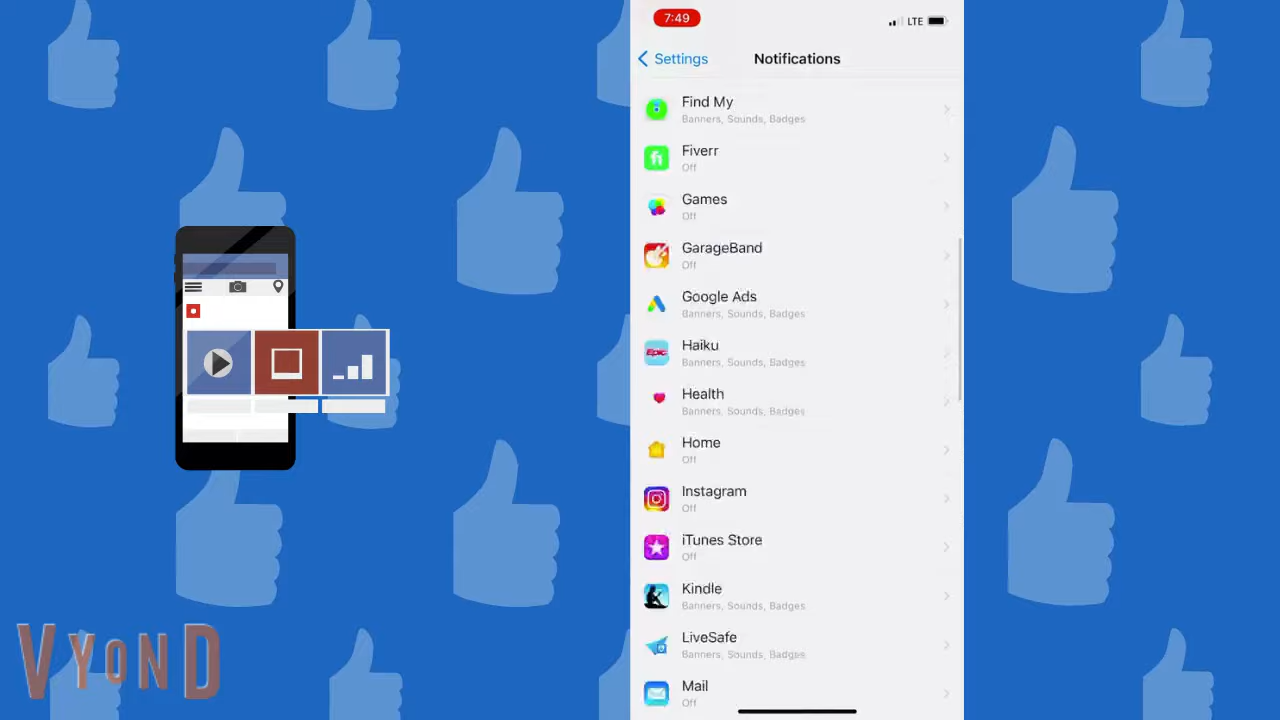 7:49
LTE
Settings
Notifications
Find My
Banners, Sounds, Badges
Fiverr
Off
Games
Off
GarageBand
Off
Google Ads
Banners, Sounds, Badges
Haiku
Banners, Sounds, Badges
Health
Banners, Sounds, Badges
Home
Off
Instagram
Off
iTunes Store
Off
Kindle
Banners, Sounds, Badges
LiveSafe
Banners, Sounds, Badges
Mail
Off
fi
Epic
VYOND